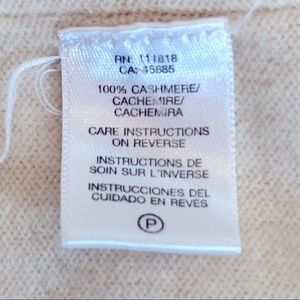 RN: 111818
CA: 45885
100% CASHMERE/
CACHEMIRE/
CACHEMIRA
CARE INSTRUCTIONS
ON REVERSE
INSTRUCTIONS DE
SOIN SUR L'INVERSE
INSTRUCCIONES DEL
CUIDADO EN REVÉS
P